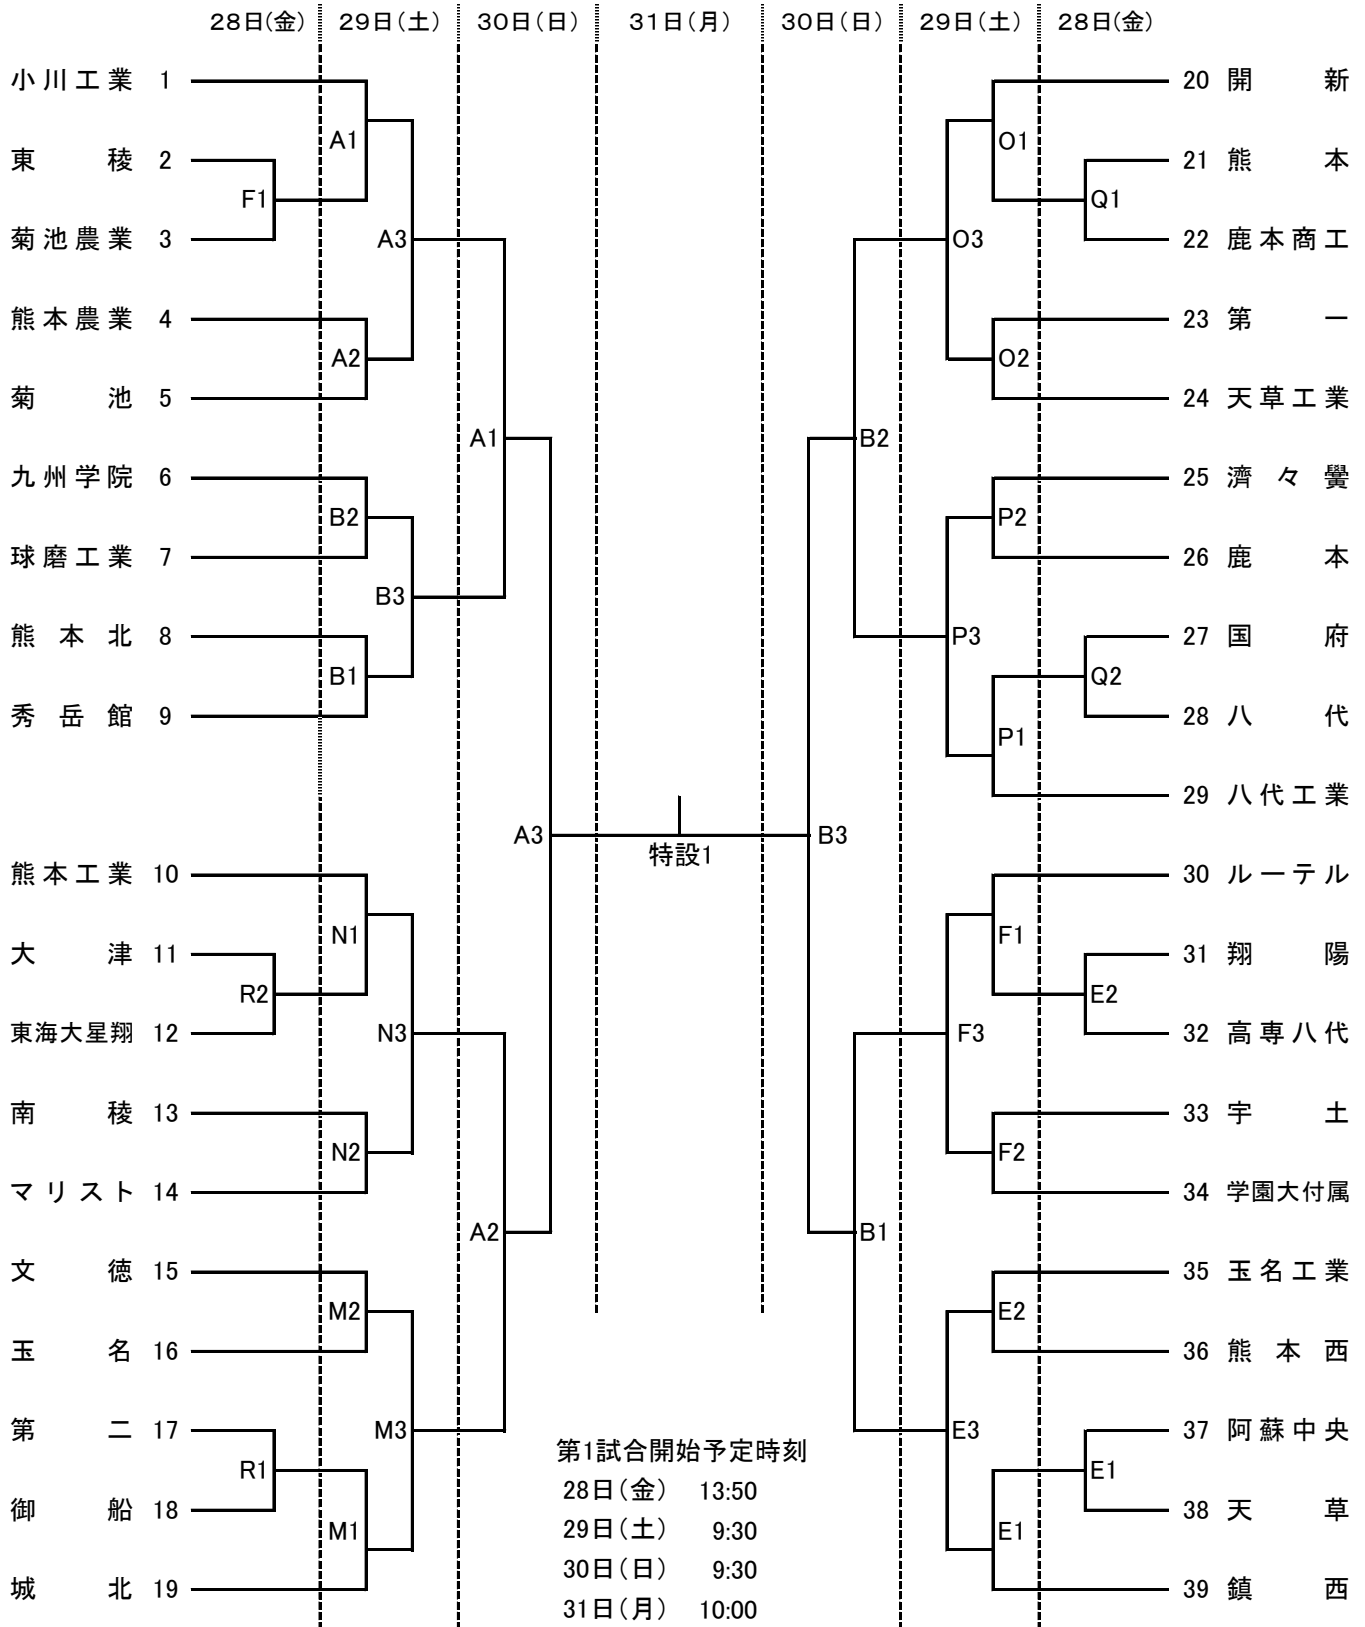 28日(金) 29日(土) 30日(日) 31日(月) 30日(日) 29日(土) 28日(金)
小川工業 1 20 開新
A1 O1
東稜 2 21 熊本
F1 Q1
菊池農業 3 A3 O3 22 鹿本商工
熊本農業 4 23 第一
A2 O2
菊池 5 24 天草工業
A1 B2
九州学院 6 25 濟々黌
B2 P2
球磨工業 7 26 鹿本
B3
熊本北 8 P3 27 国府
B1 Q2
秀岳館 9 28 八代
P1
29 八代工業
A3 B3
特設1
熊本工業 10 30 ルーテル
N1 F1
大津 11 31 翔陽
R2 E2
東海大星翔 12 N3 F3 32 高専八代
南稜 13 33 宇土
N2 F2
マリスト 14 34 学園大付属
A2 B1
文徳 15 35 玉名工業
M2 E2
玉名 16 36 熊本西
第二 17 M3 E3 37 阿蘇中央
第1試合開始予定時刻
R1 E1
28日(金) 13:50
御船 18 38 天草
M1 29日(土) 9:30 E1
30日(日) 9:30
城北 19 39 鎮西
31日(月) 10:00